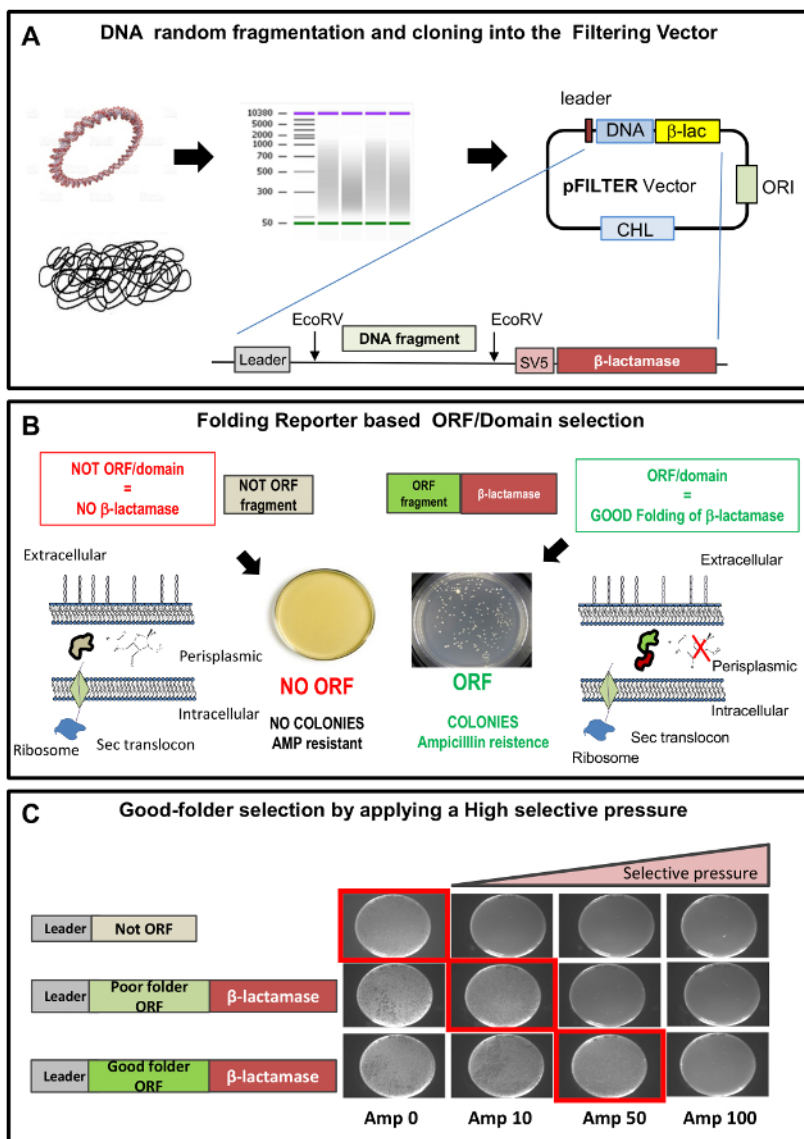 A
DNA random fragmentation and cloning into the Filtering Vector
10380
5000
2000
1000
700
500
300
50
leader
DNA
β-lac
pFILTER Vector
ORI
CHL
EcoRV
DNA fragment
EcoRV
Leader
SV5
β-lactamase
B
Folding Reporter based ORF/Domain selection
NOT ORF/domain
=
NO β-lactamase
NOT ORF
fragment
ORF
fragment
β-lactamase
ORF/domain
=
GOOD Folding of β-lactamase
Extracellular
Perisplasmic
Intracellular
Ribosome
Sec translocon
NO ORF
NO COLONIES
AMP resistant
ORF
COLONIES
Ampicilllin reistence
Extracellular
Perisplasmic
Intracellular
Sec translocon
Ribosome
C
Good-folder selection by applying a High selective pressure
Selective pressure
Leader
Not ORF
Leader
Poor folder
ORF
β-lactamase
Leader
Good folder
ORF
β-lactamase
Amp 0
Amp 10
Amp 50
Amp 100